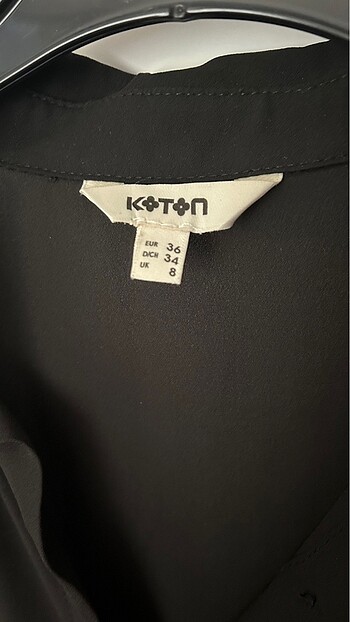 KOTON
EUR 36
D/CH 34
UK 8